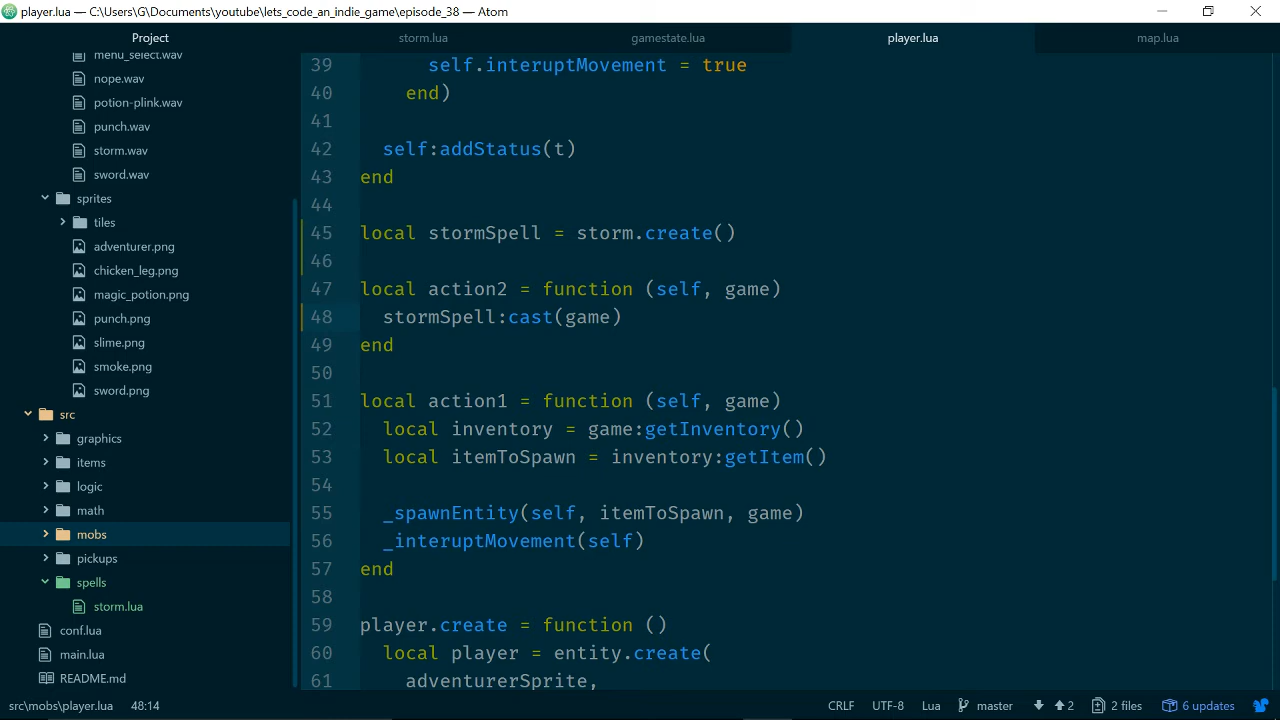 player.lua — C:\Users\G\Documents\youtube\lets_code_an_indie_game\episode_38 — Atom
Project
storm.lua
gamestate.lua
player.lua
map.lua
menu_select.wav
nope.wav
potion-plink.wav
punch.wav
storm.wav
sword.wav
sprites
tiles
adventurer.png
chicken_leg.png
magic_potion.png
punch.png
slime.png
smoke.png
sword.png
src
graphics
items
logic
math
mobs
pickups
spells
storm.lua
conf.lua
main.lua
README.md
39 self.interuptMovement = true
40 end)
41
42 self:addStatus(t)
43 end
44
45 local stormSpell = storm.create()
46
47 local action2 = function (self, game)
48 stormSpell:cast(game)
49 end
50
51 local action1 = function (self, game)
52 local inventory = game:getInventory()
53 local itemToSpawn = inventory:getItem()
54
55 _spawnEntity(self, itemToSpawn, game)
56 _interuptMovement(self)
57 end
58
59 player.create = function ()
60 local player = entity.create(
61 adventurerSprite,
src\mobs\player.lua 48:14 CRLF UTF-8 Lua master 2 2 files 6 updates